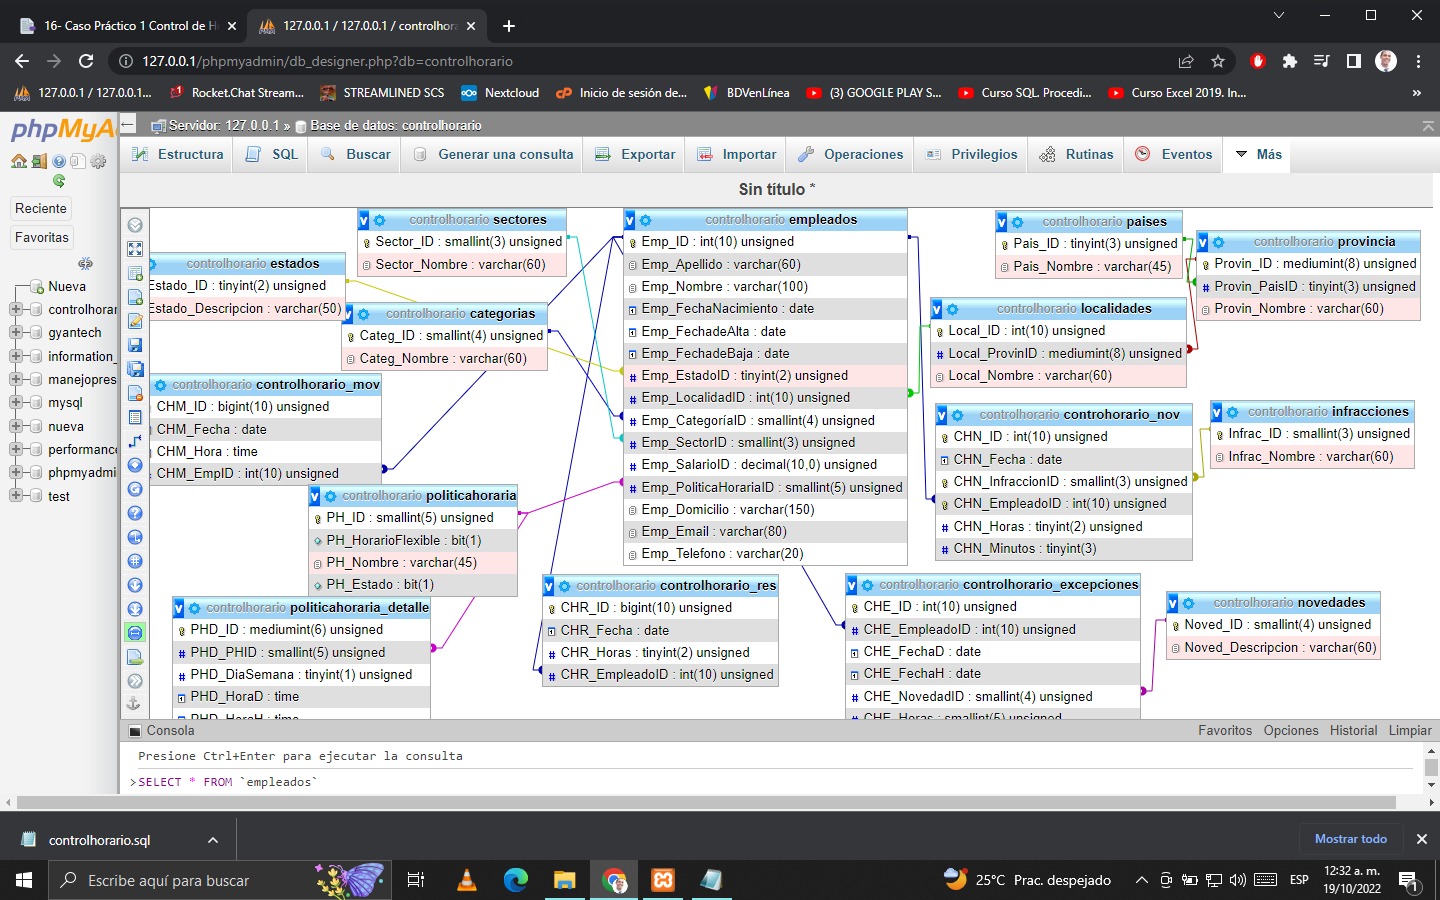 16- Caso Práctico 1 Control de H
127.0.0.1 / 127.0.0.1 / controlhora
127.0.0.1/phpmyadmin/db_designer.php?db=controlhorario
127.0.0.1 / 127.0.0.1...
Rocket.Chat Stream...
STREAMLINED SCS
Nextcloud
Inicio de sesión de...
BDVenLínea
(3) GOOGLE PLAY S...
Curso SQL. Procedi...
Curso Excel 2019. In...
phpMyAd
Servidor: 127.0.0.1 » Base de datos: controlhorario
Estructura
SQL
Buscar
Generar una consulta
Exportar
Importar
Operaciones
Privilegios
Rutinas
Eventos
Más
Reciente
Favoritas
Nueva
controlhorar
gyantech
information_
manejopres
mysql
nueva
performance
phpmyadmin
test
Sin título *
controlhorario estados
Estado_ID : tinyint(2) unsigned
Estado_Descripcion : varchar(50)
controlhorario sectores
Sector_ID : smallint(3) unsigned
Sector_Nombre : varchar(60)
controlhorario categorias
Categ_ID : smallint(4) unsigned
Categ_Nombre : varchar(60)
controlhorario controlhorario_mov
CHM_ID : bigint(10) unsigned
CHM_Fecha : date
CHM_Hora : time
CHM_EmpID : int(10) unsigned
controlhorario politicahoraria
PH_ID : smallint(5) unsigned
PH_HorarioFlexible : bit(1)
PH_Nombre : varchar(45)
PH_Estado : bit(1)
controlhorario politicahoraria_detalle
PHD_ID : mediumint(6) unsigned
PHD_PHID : smallint(5) unsigned
PHD_DiaSemana : tinyint(1) unsigned
PHD_HoraD : time
PHD_HoraH : time
controlhorario empleados
Emp_ID : int(10) unsigned
Emp_Apellido : varchar(60)
Emp_Nombre : varchar(100)
Emp_FechaNacimiento : date
Emp_FechadeAlta : date
Emp_FechadeBaja : date
Emp_EstadoID : tinyint(2) unsigned
Emp_LocalidadID : int(10) unsigned
Emp_CategoríaID : smallint(4) unsigned
Emp_SectorID : smallint(3) unsigned
Emp_SalarioID : decimal(10,0) unsigned
Emp_PoliticaHorariaID : smallint(5) unsigned
Emp_Domicilio : varchar(150)
Emp_Email : varchar(80)
Emp_Telefono : varchar(20)
controlhorario controlhorario_res
CHR_ID : bigint(10) unsigned
CHR_Fecha : date
CHR_Horas : tinyint(2) unsigned
CHR_EmpleadoID : int(10) unsigned
controlhorario paises
Pais_ID : tinyint(3) unsigned
Pais_Nombre : varchar(45)
controlhorario provincia
Provin_ID : mediumint(8) unsigned
Provin_PaisID : tinyint(3) unsigned
Provin_Nombre : varchar(60)
controlhorario localidades
Local_ID : int(10) unsigned
Local_ProvinID : mediumint(8) unsigned
Local_Nombre : varchar(60)
controlhorario controhorario_nov
CHN_ID : int(10) unsigned
CHN_Fecha : date
CHN_InfraccionID : smallint(3) unsigned
CHN_EmpleadoID : int(10) unsigned
CHN_Horas : tinyint(2) unsigned
CHN_Minutos : tinyint(3)
controlhorario infracciones
Infrac_ID : smallint(3) unsigned
Infrac_Nombre : varchar(60)
controlhorario controlhorario_excepciones
CHE_ID : int(10) unsigned
CHE_EmpleadoID : int(10) unsigned
CHE_FechaD : date
CHE_FechaH : date
CHE_NovedadID : smallint(4) unsigned
CHE_Horas : smallint(5) unsigned
controlhorario novedades
Noved_ID : smallint(4) unsigned
Noved_Descripcion : varchar(60)
Consola
Favoritos Opciones Historial Limpiar
Presione Ctrl+Enter para ejecutar la consulta
>SELECT * FROM `empleados`
controlhorario.sql
Mostrar todo
Escribe aquí para buscar
25°C Prac. despejado
ESP
12:32 a. m.
19/10/2022
1